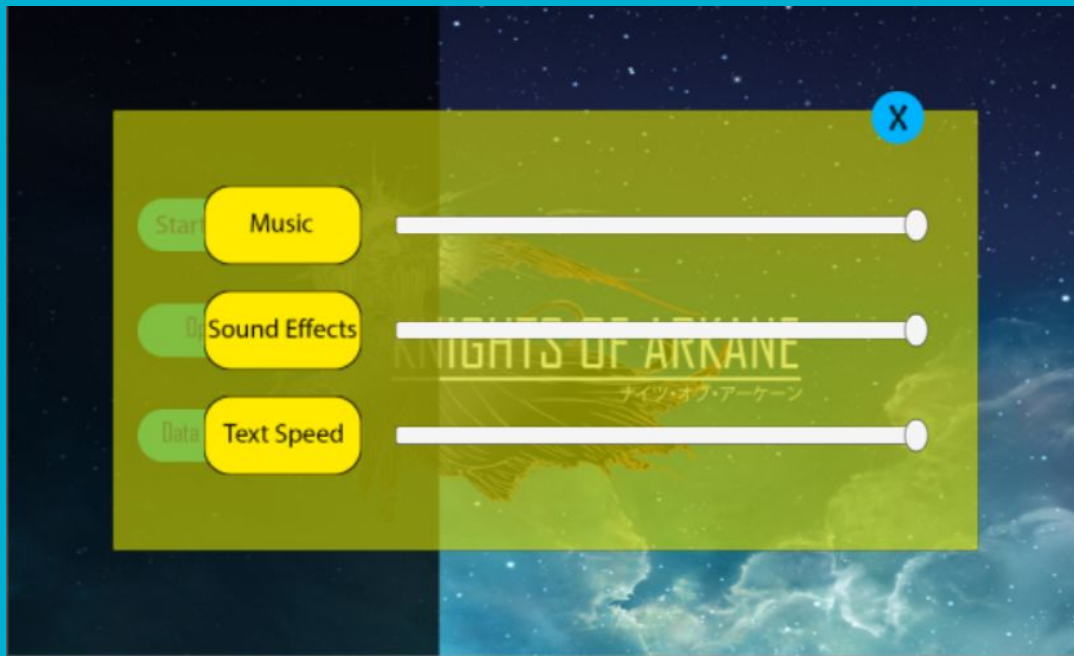 X
Start
Music
Op
Sound Effects
KNIGHTS OF ARKANE
ナイツ・オブ・アーケーン
Data
Text Speed